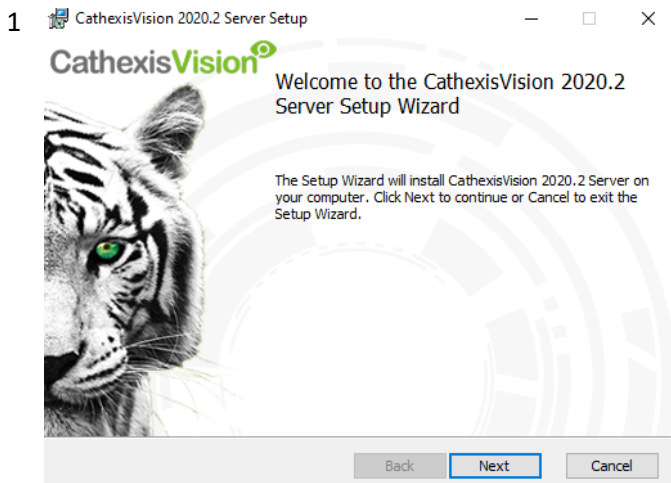 1
CathexisVision 2020.2 Server Setup
CathexisVision
Welcome to the CathexisVision 2020.2
Server Setup Wizard
The Setup Wizard will install CathexisVision 2020.2 Server on
your computer. Click Next to continue or Cancel to exit the
Setup Wizard.
Back Next Cancel